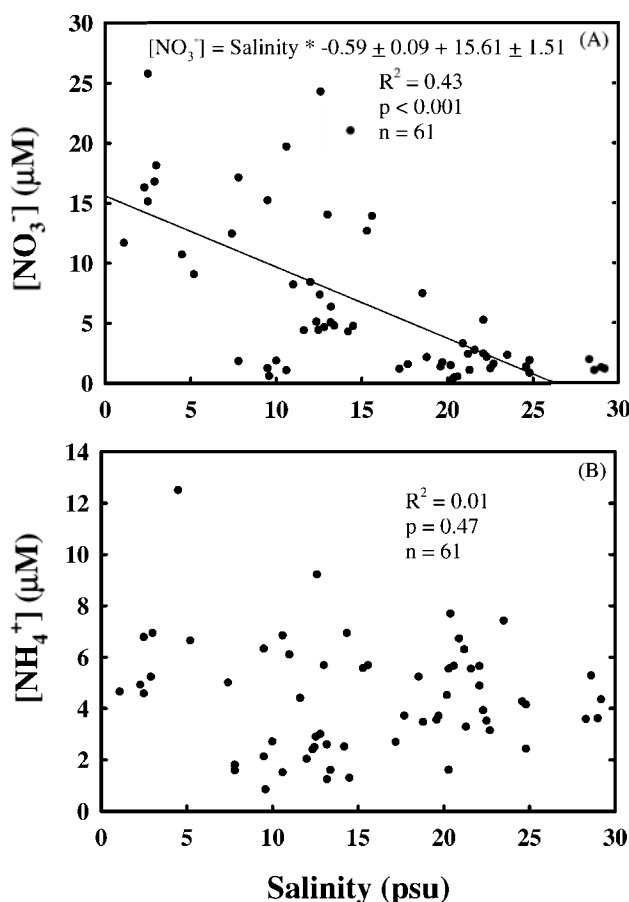 [NO₃⁻] = Salinity * -0.59 ± 0.09 + 15.61 ± 1.51
(A)
R² = 0.43
p < 0.001
n = 61
30
25
20
15
10
5
0
[NO₃⁻] (μM)
0 5 10 15 20 25 30
(B)
R² = 0.01
p = 0.47
n = 61
14
12
10
8
6
4
2
0
[NH₄⁺] (μM)
0 5 10 15 20 25 30
Salinity (psu)